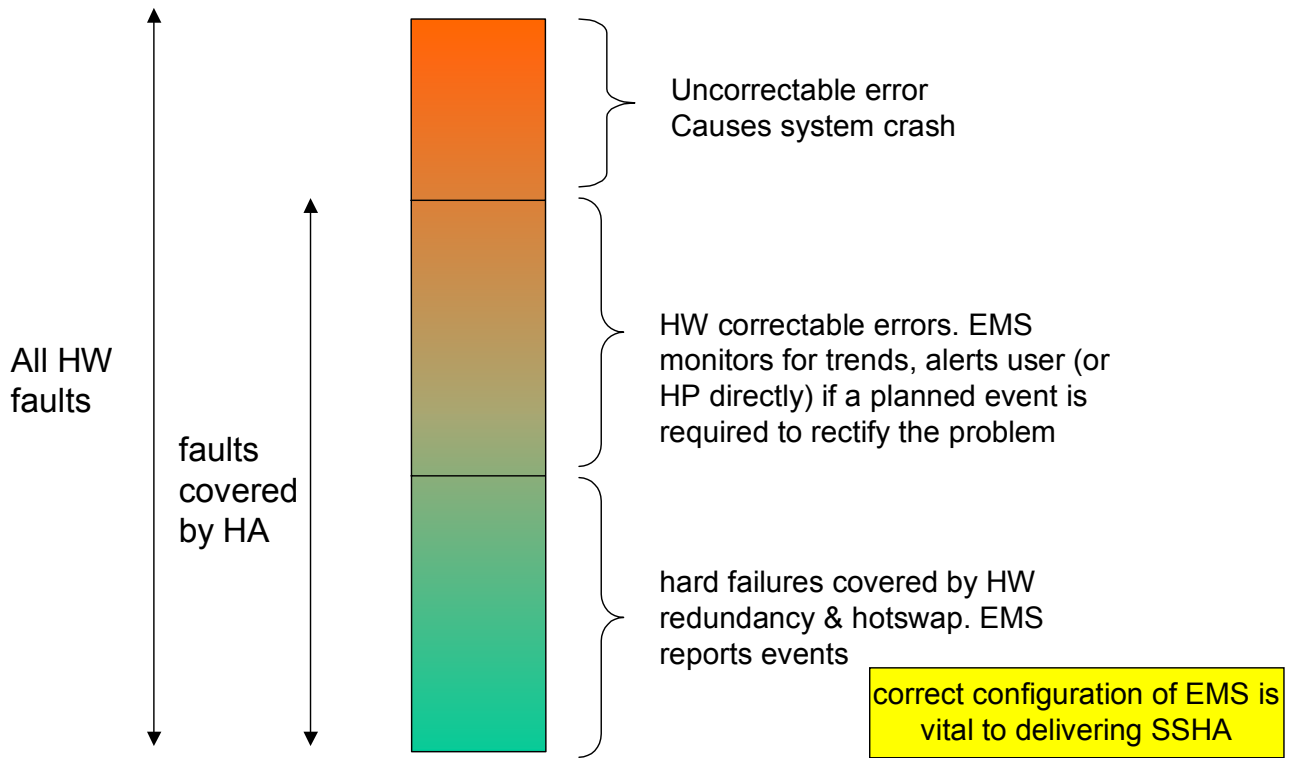 Uncorrectable error
Causes system crash
All HW
faults
faults
covered
by HA
HW correctable errors. EMS
monitors for trends, alerts user (or
HP directly) if a planned event is
required to rectify the problem
hard failures covered by HW
redundancy & hotswap. EMS
reports events
correct configuration of EMS is
vital to delivering SSHA